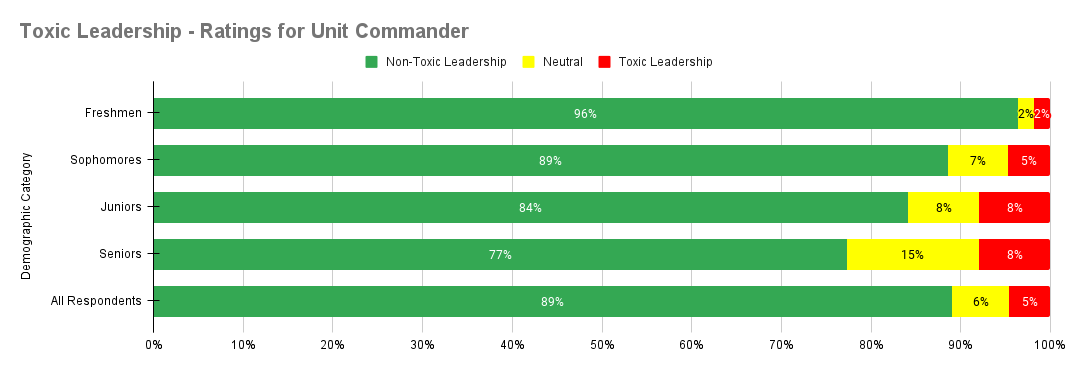 Toxic Leadership - Ratings for Unit Commander
Non-Toxic Leadership Neutral Toxic Leadership
Demographic Category
Freshmen 96% 2% 2%
Sophomores 89% 7% 5%
Juniors 84% 8% 8%
Seniors 77% 15% 8%
All Respondents 89% 6% 5%
0% 10% 20% 30% 40% 50% 60% 70% 80% 90% 100%